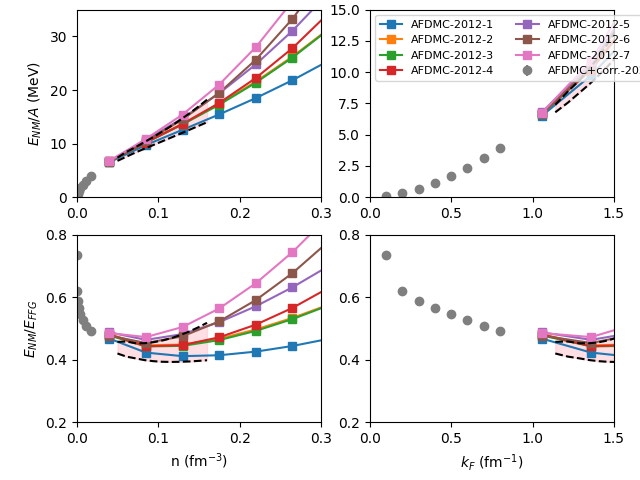 E_NM/A (MeV)
30
20
10
0
0.0 0.1 0.2 0.3
15.0
12.5
10.0
7.5
5.0
2.5
0.0
AFDMC-2012-1
AFDMC-2012-2
AFDMC-2012-3
AFDMC-2012-4
AFDMC-2012-5
AFDMC-2012-6
AFDMC-2012-7
AFDMC+corr.-20
0.0 0.5 1.0 1.5
E_NM/E_FFG
0.8
0.6
0.4
0.2
0.0 0.1 0.2 0.3
n (fm⁻³)
0.8
0.6
0.4
0.2
0.0 0.5 1.0 1.5
k_F (fm⁻¹)